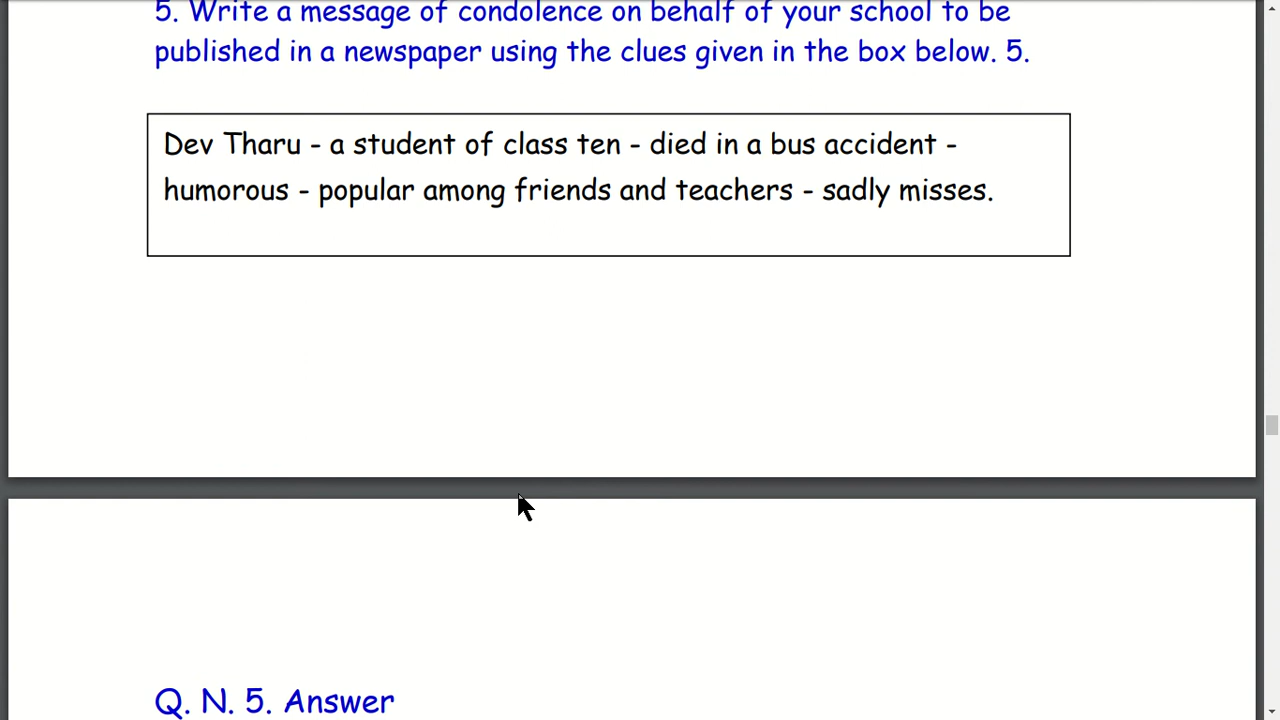 5. Write a message of condolence on behalf of your school to be
published in a newspaper using the clues given in the box below. 5.
Dev Tharu - a student of class ten - died in a bus accident -
humorous - popular among friends and teachers - sadly misses.
Q. N. 5. Answer